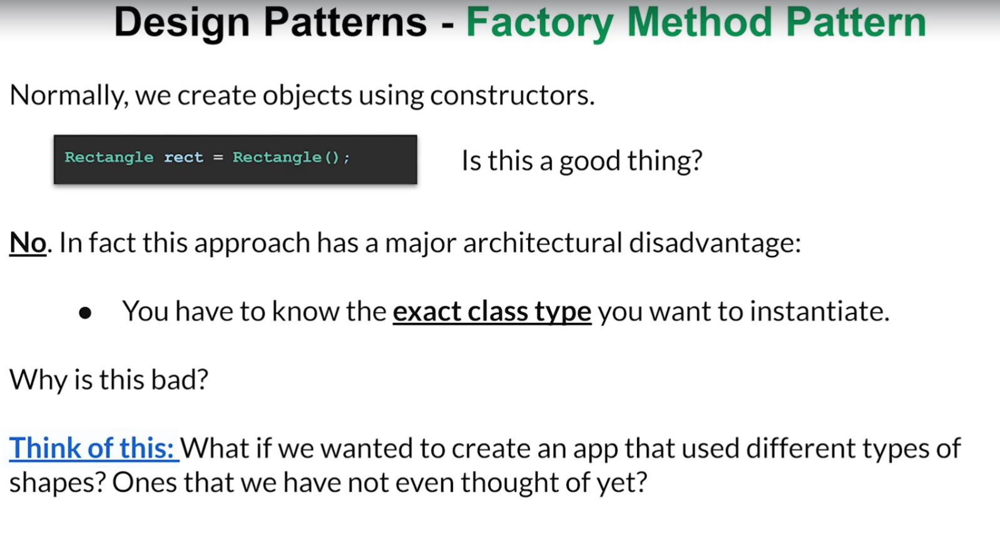 Design Patterns - Factory Method Pattern
Normally, we create objects using constructors.
Rectangle rect = Rectangle();
Is this a good thing?
No. In fact this approach has a major architectural disadvantage:
● You have to know the exact class type you want to instantiate.
Why is this bad?
Think of this: What if we wanted to create an app that used different types of
shapes? Ones that we have not even thought of yet?